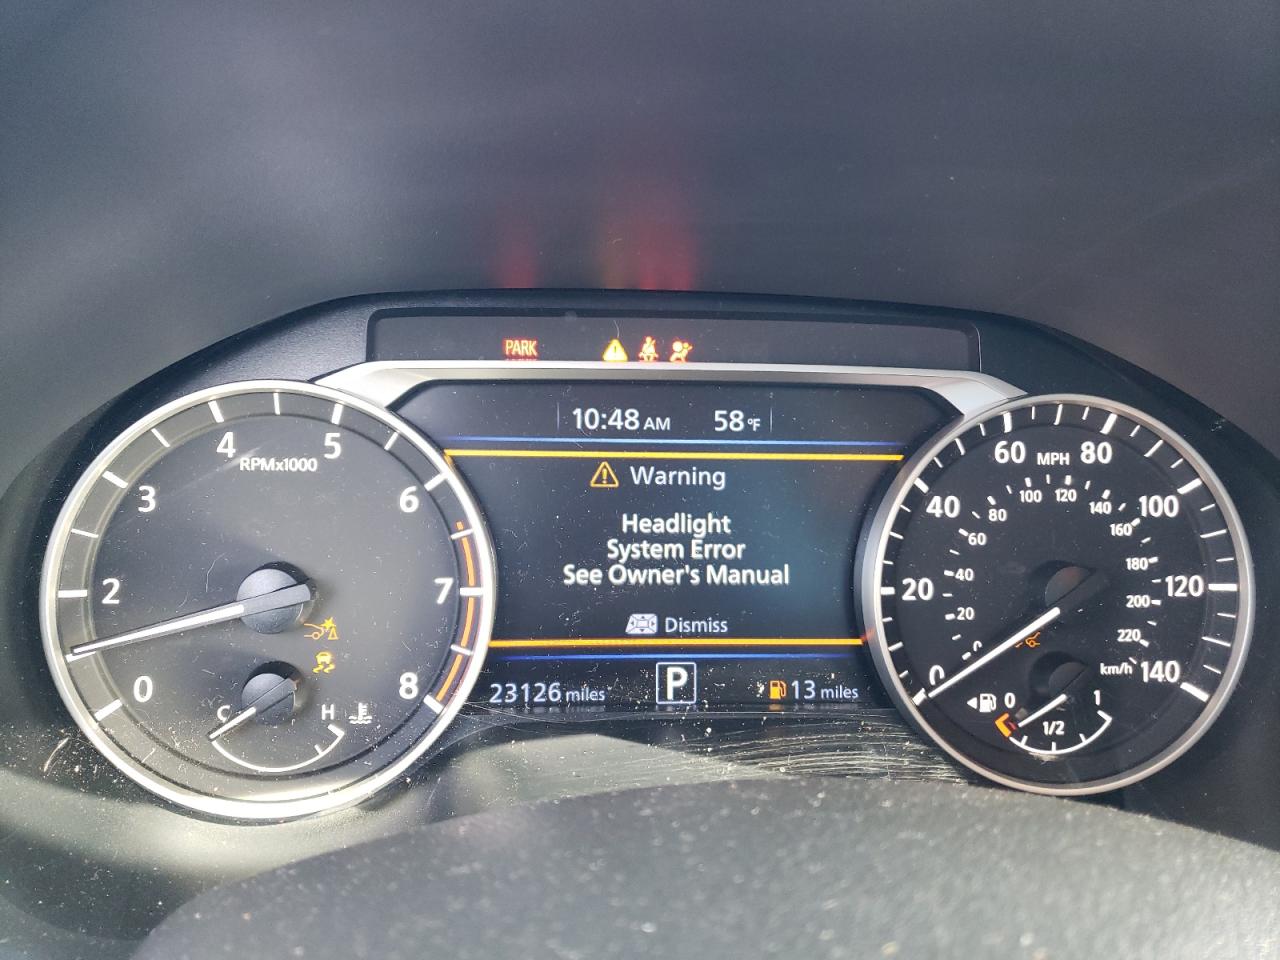 PARK
10:48 AM 58°F
Warning
Headlight
System Error
See Owner's Manual
Dismiss
23126 miles P 13 miles
0 2 3 4 5 6 7 8
RPMx1000
C H
0 20 40 60 80 100 120 140
MPH
0 20 40 60 80 100 120 140 160 180 200 220
km/h
0 1/2 1